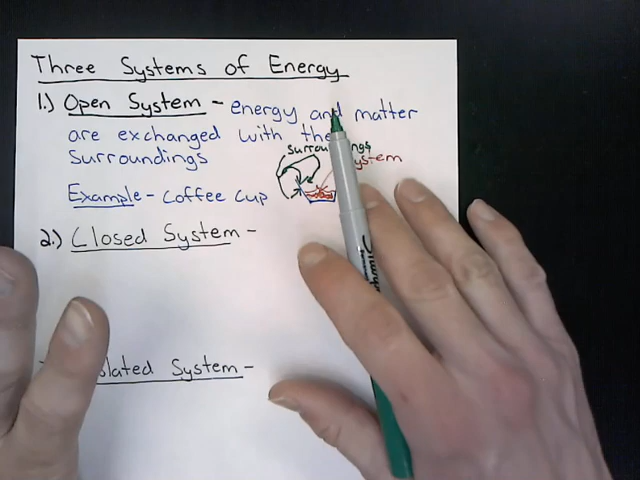 Three Systems of Energy
1.) Open System - energy and matter
are exchanged with the
surroundings
surroundings
system
Example - coffee cup
2.) Closed System -
Isolated System -